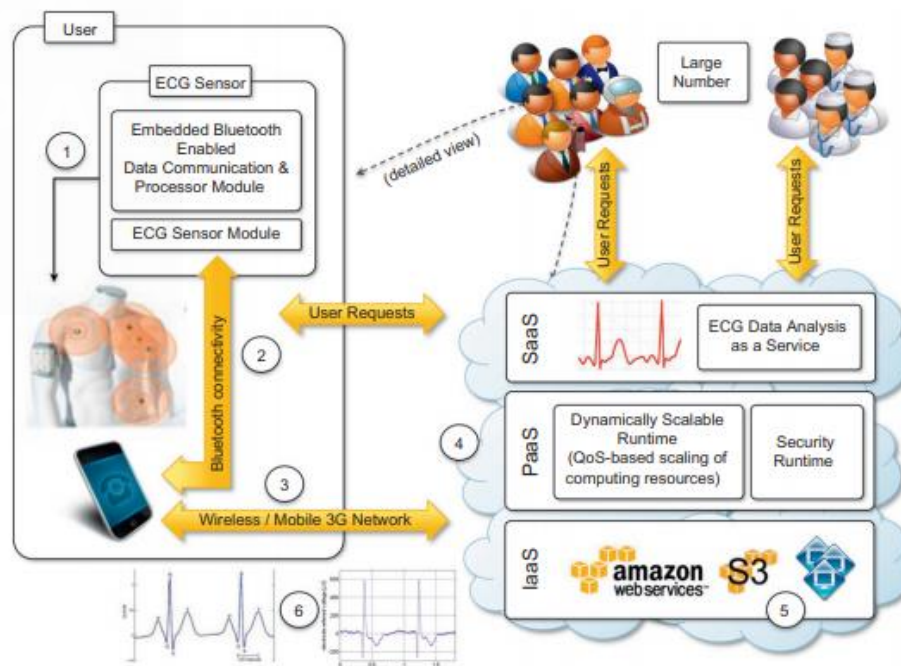 User
ECG Sensor
Embedded Bluetooth
Enabled
Data Communication &
Processor Module
ECG Sensor Module
1
Bluetooth connectivity
2
3
Wireless / Mobile 3G Network
User Requests
(detailed view)
Large
Number
User Requests
User Requests
SaaS
ECG Data Analysis
as a Service
4
PaaS
Dynamically Scalable
Runtime
(QoS-based scaling of
computing resources)
Security
Runtime
IaaS
amazon
webservices™
S3
5
6